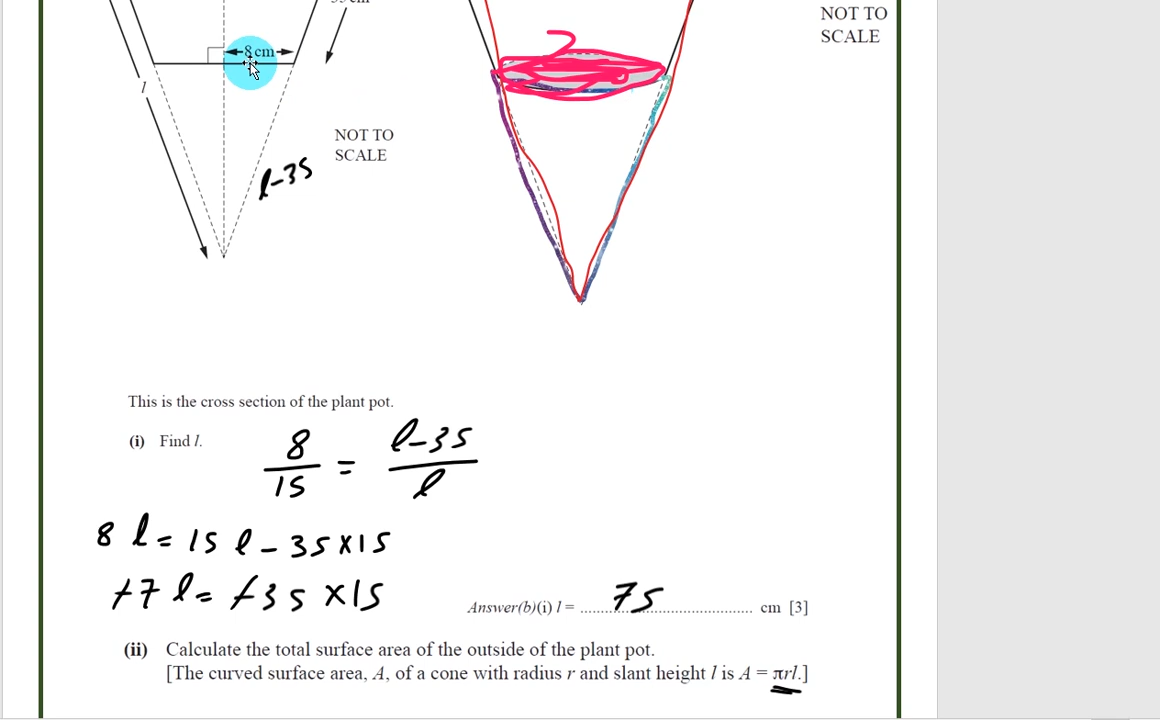 NOT TO
SCALE
8 cm
l
NOT TO
SCALE
l-35
This is the cross section of the plant pot.
(i) Find l.
8/15 = l-35/l
8 l = 15 l - 35×15
+7 l = +35 ×15
Answer(b)(i) l = .......... 75 .......... cm [3]
(ii) Calculate the total surface area of the outside of the plant pot.
[The curved surface area, A, of a cone with radius r and slant height l is A = πrl.]